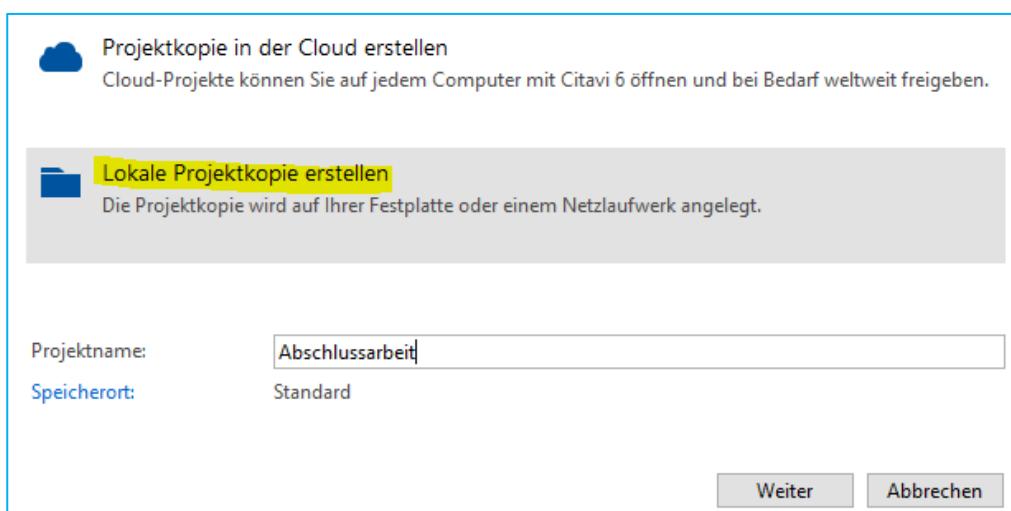 Projektkopie in der Cloud erstellen
Cloud-Projekte können Sie auf jedem Computer mit Citavi 6 öffnen und bei Bedarf weltweit freigeben.
Lokale Projektkopie erstellen
Die Projektkopie wird auf Ihrer Festplatte oder einem Netzlaufwerk angelegt.
Projektname: Abschlussarbeit
Speicherort: Standard
Weiter Abbrechen